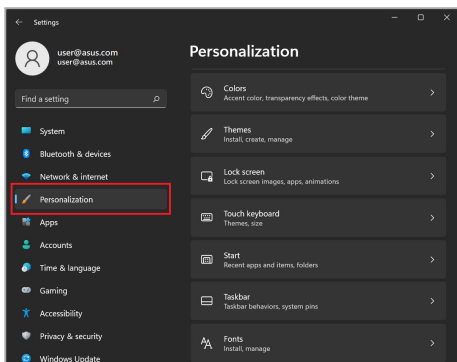 Settings
user@asus.com
user@asus.com
Find a setting
System
Bluetooth & devices
Network & internet
Personalization
Apps
Accounts
Time & language
Gaming
Accessibility
Privacy & security
Windows Update
Personalization
Colors
Accent color, transparency effects, color theme
Themes
Install, create, manage
Lock screen
Lock screen images, apps, animations
Touch keyboard
Themes, size
Start
Recent apps and items, folders
Taskbar
Taskbar behaviors, system pins
Fonts
Install, manage